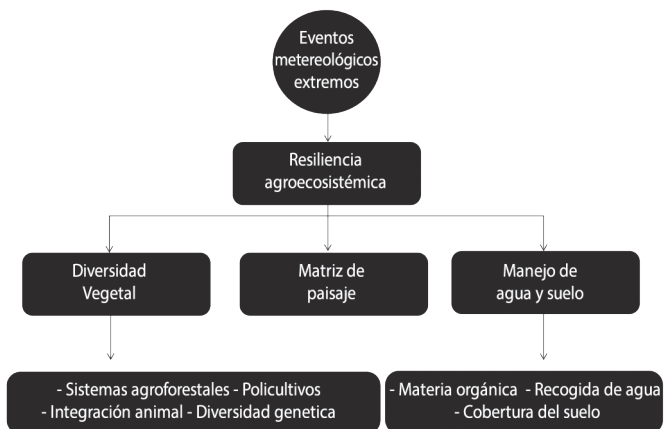 Eventos
metereológicos
extremos
Resiliencia
agroecosistémica
Diversidad
Vegetal
Matriz de
paisaje
Manejo de
agua y suelo
- Sistemas agroforestales - Policultivos
- Integración animal - Diversidad genetica
- Materia orgánica - Recogida de agua
- Cobertura del suelo